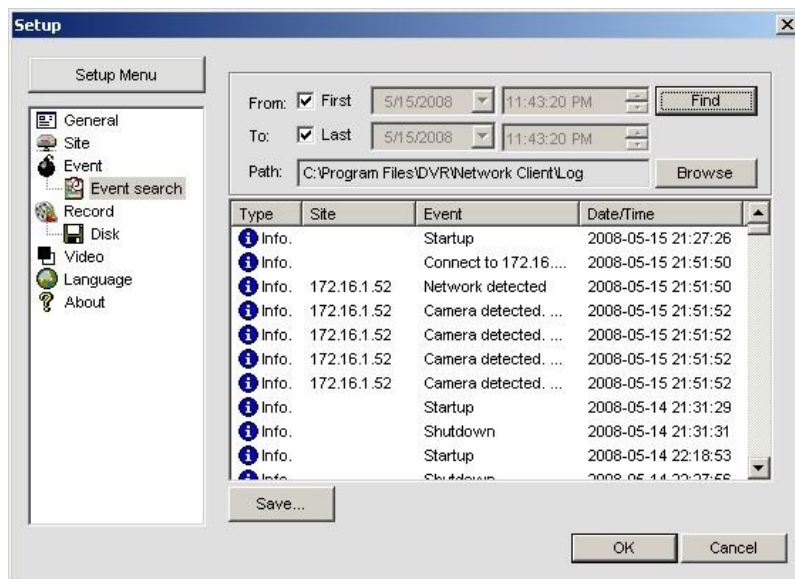 Setup
Setup Menu
General
Site
Event
Event search
Record
Disk
Video
Language
About
From: First 5/15/2008 11:43:20 PM Find
To: Last 5/15/2008 11:43:20 PM
Path: C:\Program Files\DVR\Network Client\Log Browse
Type Site Event Date/Time
Info. Startup 2008-05-15 21:27:26
Info. Connect to 172.16.... 2008-05-15 21:51:50
Info. 172.16.1.52 Network detected 2008-05-15 21:51:50
Info. 172.16.1.52 Camera detected. ... 2008-05-15 21:51:52
Info. 172.16.1.52 Camera detected. ... 2008-05-15 21:51:52
Info. 172.16.1.52 Camera detected. ... 2008-05-15 21:51:52
Info. 172.16.1.52 Camera detected. ... 2008-05-15 21:51:52
Info. Startup 2008-05-14 21:31:29
Info. Shutdown 2008-05-14 21:31:31
Info. Startup 2008-05-14 22:18:53
Info. Shutdown
Save...
OK Cancel